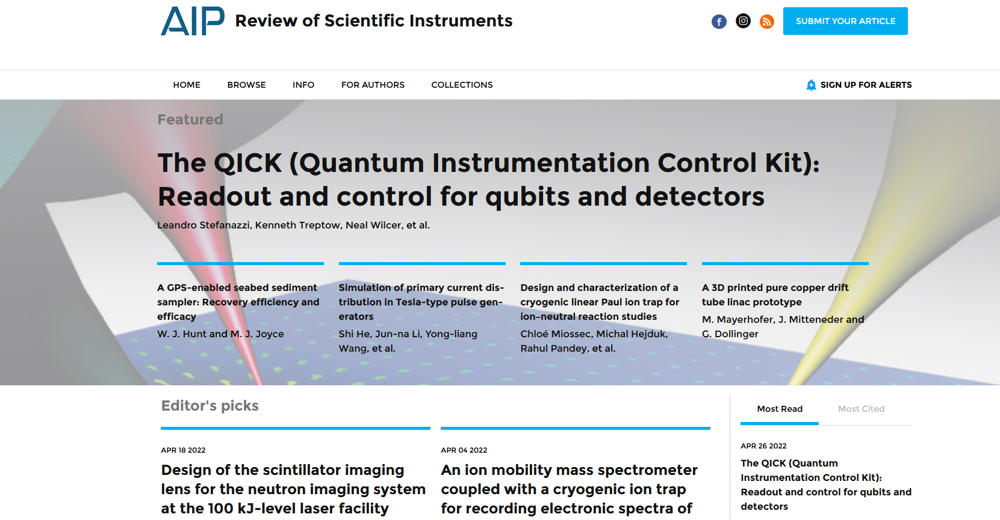 AIP Review of Scientific Instruments
SUBMIT YOUR ARTICLE
HOME BROWSE INFO FOR AUTHORS COLLECTIONS
SIGN UP FOR ALERTS
Featured
The QICK (Quantum Instrumentation Control Kit):
Readout and control for qubits and detectors
Leandro Stefanazzi, Kenneth Treptow, Neal Wilcer, et al.
A GPS-enabled seabed sediment
sampler: Recovery efficiency and
efficacy
W. J. Hunt and M. J. Joyce
Simulation of primary current dis-
tribution in Tesla-type pulse gen-
erators
Shi He, Jun-na Li, Yong-liang
Wang, et al.
Design and characterization of a
cryogenic linear Paul ion trap for
ion-neutral reaction studies
Chloé Miossec, Michal Hejduk,
Rahul Pandey, et al.
A 3D printed pure copper drift
tube linac prototype
M. Mayerhofer, J. Mitteneder and
G. Dollinger
Editor's picks
APR 18 2022
Design of the scintillator imaging
lens for the neutron imaging system
at the 100 kJ-level laser facility
APR 04 2022
An ion mobility mass spectrometer
coupled with a cryogenic ion trap
for recording electronic spectra of
Most Read Most Cited
APR 26 2022
The QICK (Quantum
Instrumentation Control Kit):
Readout and control for qubits and
detectors